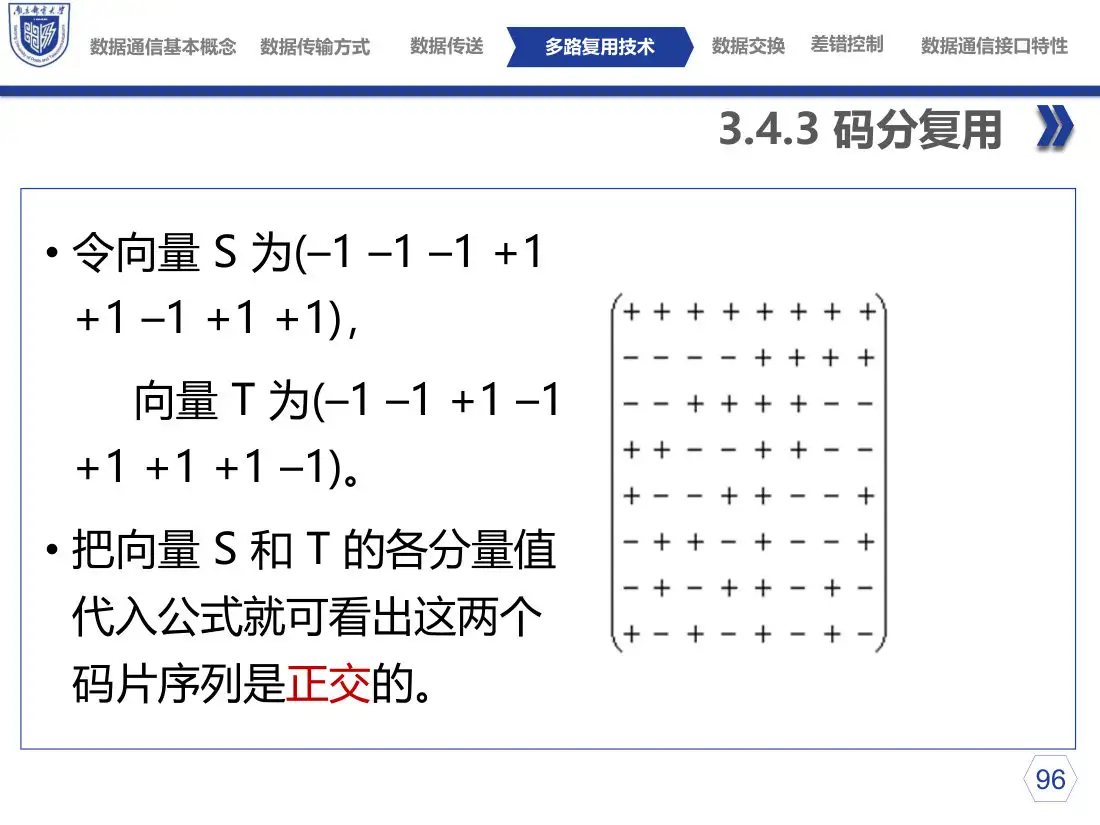 数据通信基本概念 数据传输方式 数据传送 多路复用技术 数据交换 差错控制 数据通信接口特性
3.4.3 码分复用
• 令向量 S 为(–1 –1 –1 +1
+1 –1 +1 +1)，
向量 T 为(–1 –1 +1 –1
+1 +1 +1 –1)。
• 把向量 S 和 T 的各分量值
代入公式就可看出这两个
码片序列是正交的。
+ + + + + + + +
− − − − + + + +
− − + + + + − −
+ + − − + + − −
+ − − + + − − +
− + + − + − − +
− + − + + − + −
+ − + − + − + −
96